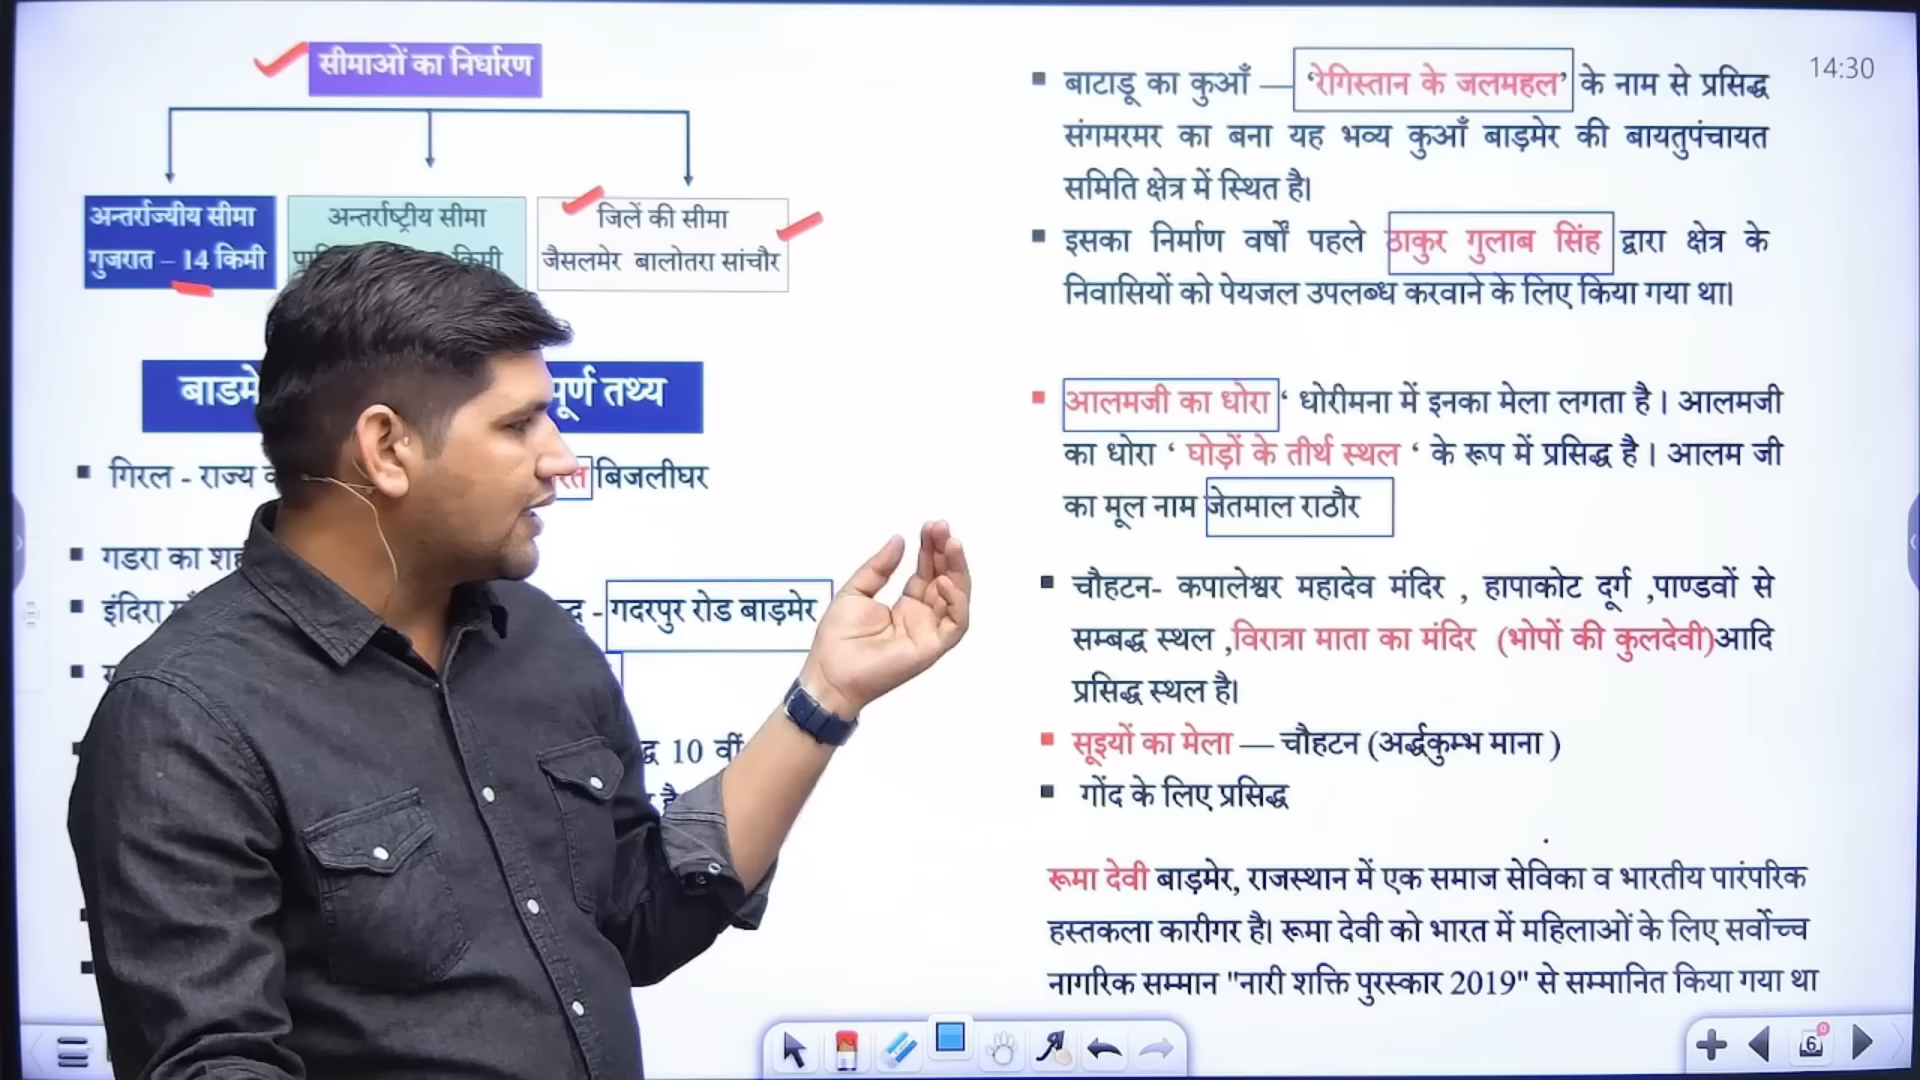 सीमाओं का निर्धारण
अन्तर्राज्यीय सीमा
गुजरात – 14 किमी
अन्तर्राष्ट्रीय सीमा
किमी
जिलें की सीमा
जैसलमेर बालोतरा सांचौर
पूर्ण तथ्य
गिरल - राज्य
बिजलीघर
गडरा का
इंदिरा
- गदरपुर रोड बाड़मेर
10 वीं
14:30
बाटाडू का कुआँ — ‘रेगिस्तान के जलमहल’ के नाम से प्रसिद्ध
संगमरमर का बना यह भव्य कुआँ बाड़मेर की बायतुपंचायत
समिति क्षेत्र में स्थित है।
इसका निर्माण वर्षों पहले ठाकुर गुलाब सिंह द्वारा क्षेत्र के
निवासियों को पेयजल उपलब्ध करवाने के लिए किया गया था।
आलमजी का धोरा ‘ धोरीमना में इनका मेला लगता है । आलमजी
का धोरा ‘ घोड़ों के तीर्थ स्थल ‘ के रूप में प्रसिद्ध है । आलम जी
का मूल नाम जेतमाल राठौर
चौहटन- कपालेश्वर महादेव मंदिर , हापाकोट दूर्ग ,पाण्डवों से
सम्बद्ध स्थल ,विरात्रा माता का मंदिर (भोपों की कुलदेवी)आदि
प्रसिद्ध स्थल है।
सूइयों का मेला — चौहटन (अर्द्धकुम्भ माना )
गोंद के लिए प्रसिद्ध
रूमा देवी बाड़मेर, राजस्थान में एक समाज सेविका व भारतीय पारंपरिक
हस्तकला कारीगर है। रूमा देवी को भारत में महिलाओं के लिए सर्वोच्च
नागरिक सम्मान "नारी शक्ति पुरस्कार 2019" से सम्मानित किया गया था
6
0